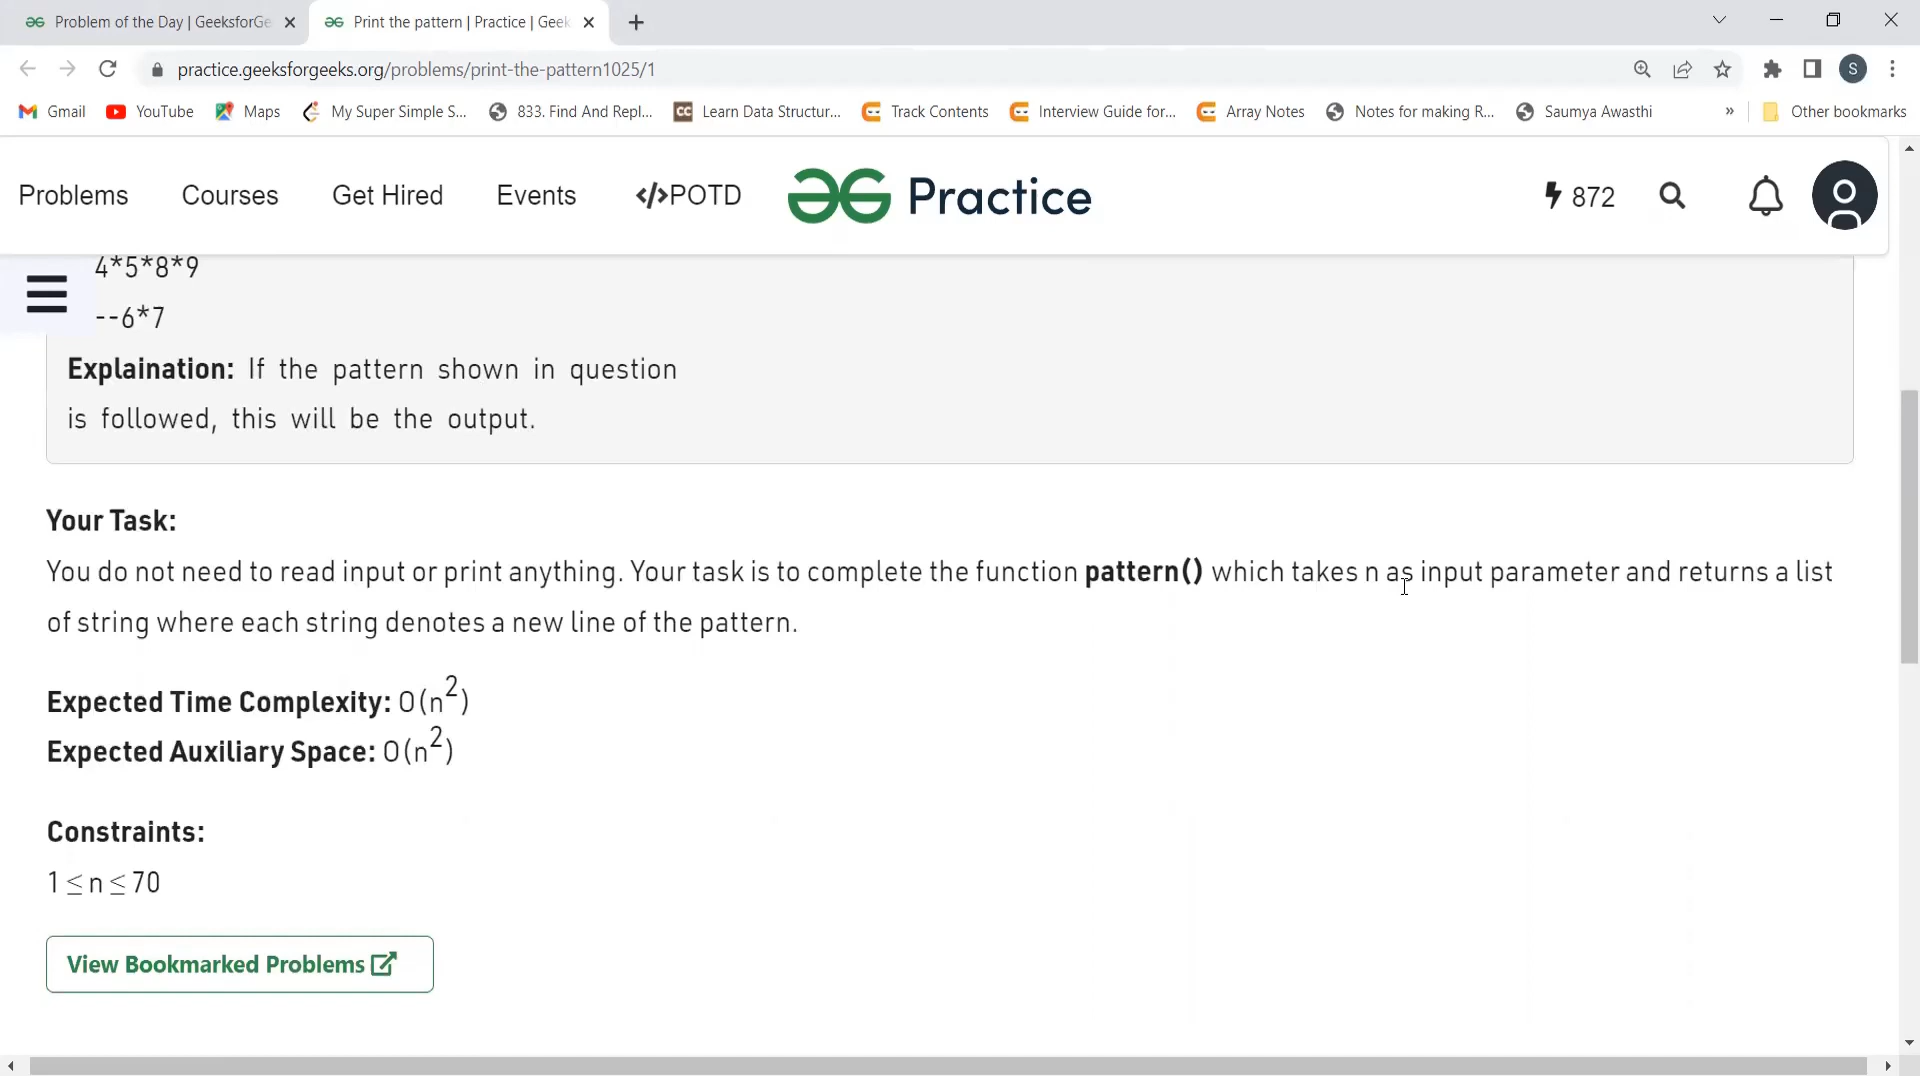 Problem of the Day | GeeksforGe
Print the pattern | Practice | Geek
practice.geeksforgeeks.org/problems/print-the-pattern1025/1
S
Gmail YouTube Maps My Super Simple S... 833. Find And Repl... CC Learn Data Structur... Track Contents Interview Guide for... Array Notes Notes for making R... Saumya Awasthi » Other bookmarks
Problems Courses Get Hired Events </>POTD Practice 872
4*5*8*9
--6*7
Explaination: If the pattern shown in question
is followed, this will be the output.
Your Task:
You do not need to read input or print anything. Your task is to complete the function pattern() which takes n as input parameter and returns a list
of string where each string denotes a new line of the pattern.
Expected Time Complexity: O(n²)
Expected Auxiliary Space: O(n²)
Constraints:
1 ≤ n ≤ 70
View Bookmarked Problems